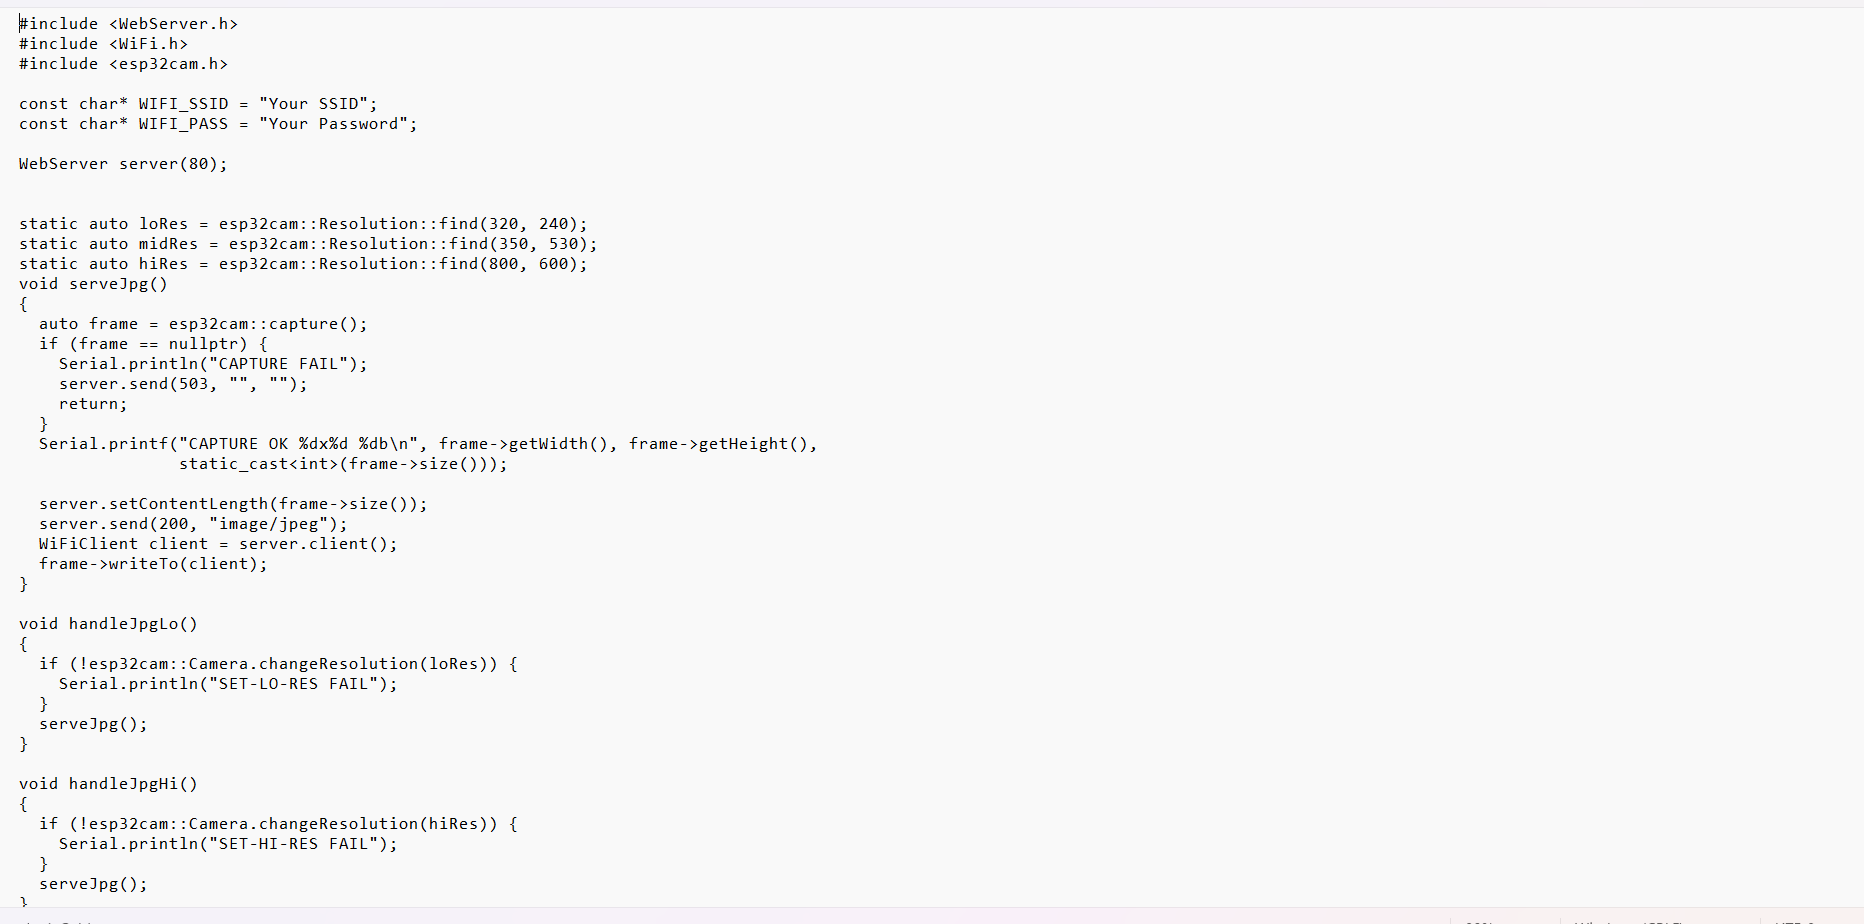 #include <WebServer.h>
#include <WiFi.h>
#include <esp32cam.h>

const char* WIFI_SSID = "Your SSID";
const char* WIFI_PASS = "Your Password";

WebServer server(80);


static auto loRes = esp32cam::Resolution::find(320, 240);
static auto midRes = esp32cam::Resolution::find(350, 530);
static auto hiRes = esp32cam::Resolution::find(800, 600);
void serveJpg()
{
  auto frame = esp32cam::capture();
  if (frame == nullptr) {
    Serial.println("CAPTURE FAIL");
    server.send(503, "", "");
    return;
  }
  Serial.printf("CAPTURE OK %dx%d %db\n", frame->getWidth(), frame->getHeight(),
                static_cast<int>(frame->size()));

  server.setContentLength(frame->size());
  server.send(200, "image/jpeg");
  WiFiClient client = server.client();
  frame->writeTo(client);
}

void handleJpgLo()
{
  if (!esp32cam::Camera.changeResolution(loRes)) {
    Serial.println("SET-LO-RES FAIL");
  }
  serveJpg();
}

void handleJpgHi()
{
  if (!esp32cam::Camera.changeResolution(hiRes)) {
    Serial.println("SET-HI-RES FAIL");
  }
  serveJpg();
}